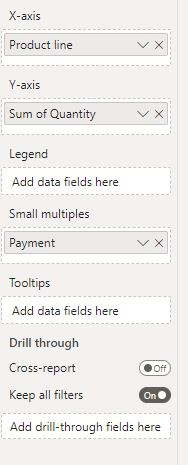 X-axis
Product line
Y-axis
Sum of Quantity
Legend
Add data fields here
Small multiples
Payment
Tooltips
Add data fields here
Drill through
Cross-report Off
Keep all filters On
Add drill-through fields here